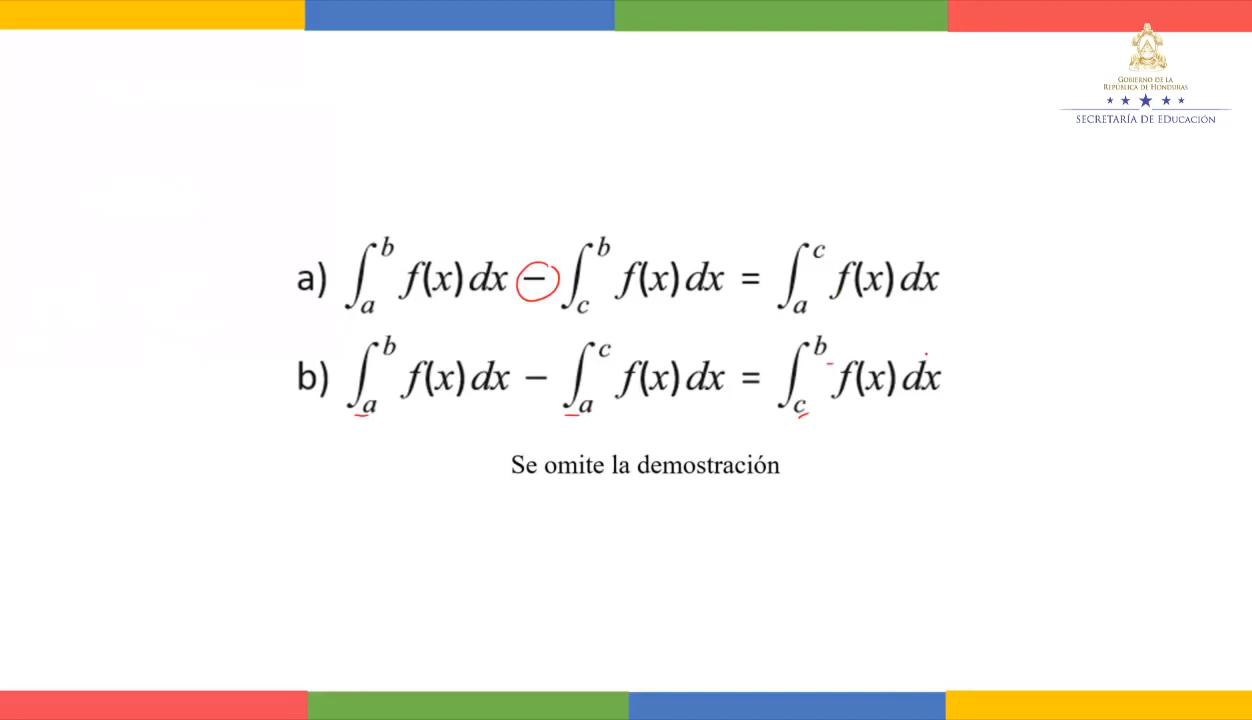 GOBIERNO DE LA
REPÚBLICA DE HONDURAS
SECRETARÍA DE EDUCACIÓN
a) ∫_a^b f(x) dx − ∫_c^b f(x) dx = ∫_a^c f(x) dx
b) ∫_a^b f(x) dx − ∫_a^c f(x) dx = ∫_c^b f(x) dx
Se omite la demostración